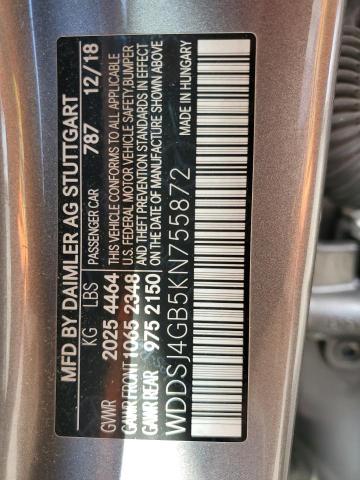 MFD BY DAIMLER AG STUTTGART
KG LBS PASSENGER CAR 787 12/18
GVWR 2025 4464 THIS VEHICLE CONFORMS TO ALL APPLICABLE
GAWR FRONT 1065 2348 U.S. FEDERAL MOTOR VEHICLE SAFETY, BUMPER
GAWR REAR 975 2150 AND THEFT PREVENTION STANDARDS IN EFFECT
ON THE DATE OF MANUFACTURE SHOWN ABOVE
WDDSJ4GB5KN755872 MADE IN HUNGARY